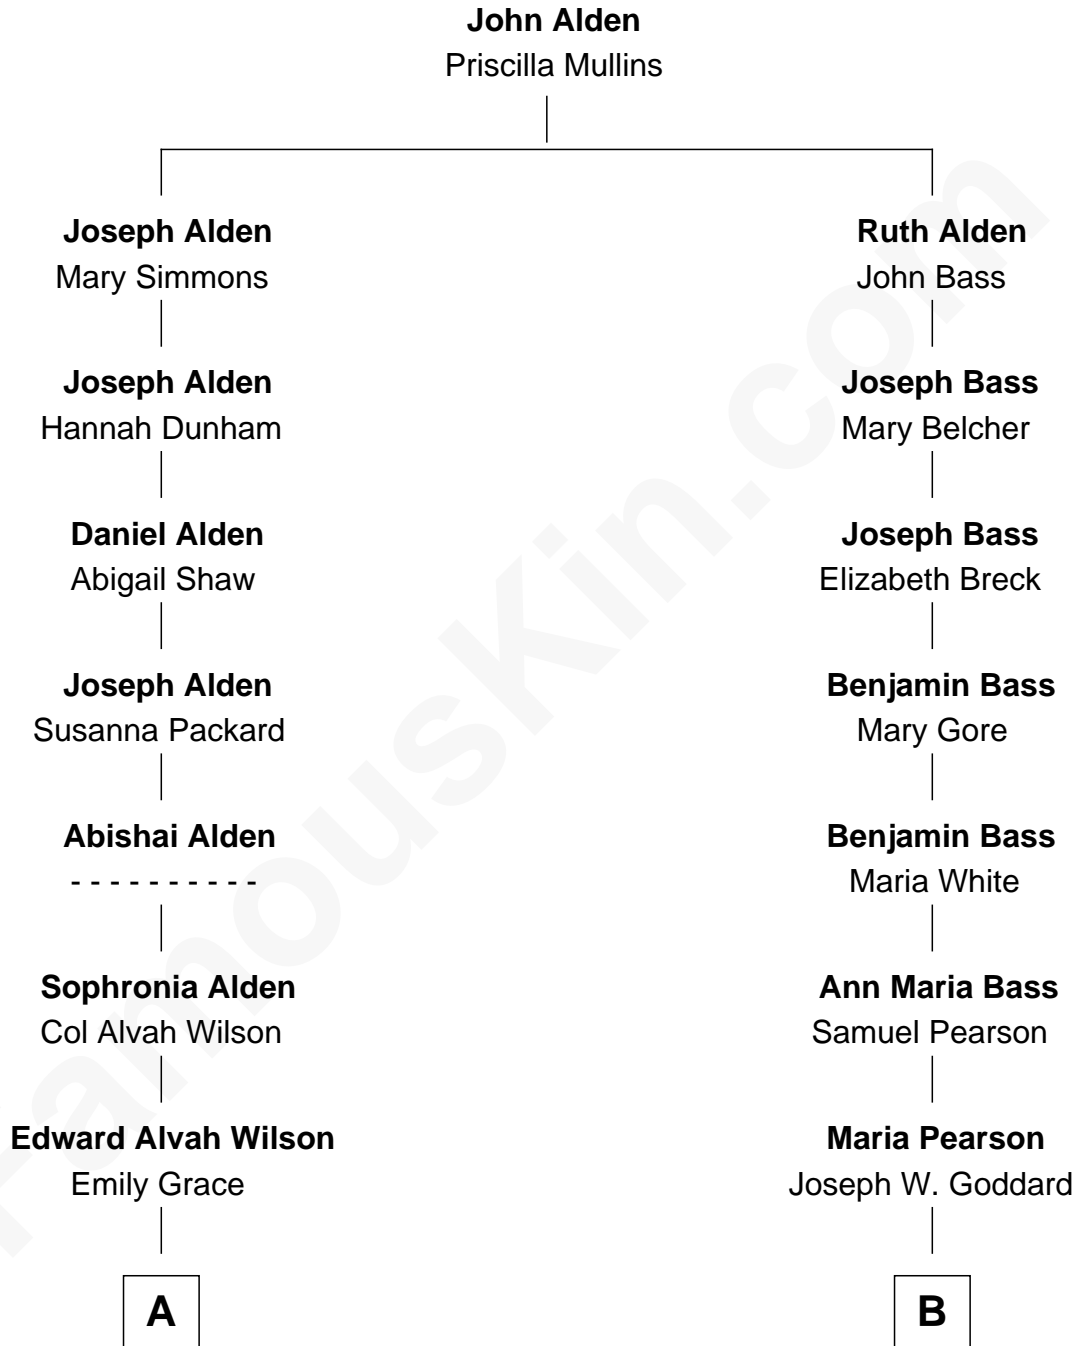 John Alden
Priscilla Mullins
Joseph Alden
Mary Simmons
Ruth Alden
John Bass
Joseph Alden
Hannah Dunham
Joseph Bass
Mary Belcher
Daniel Alden
Abigail Shaw
Joseph Bass
Elizabeth Breck
Joseph Alden
Susanna Packard
Benjamin Bass
Mary Gore
Abishai Alden
- - - - - - - - - -
Benjamin Bass
Maria White
Sophronia Alden
Col Alvah Wilson
Ann Maria Bass
Samuel Pearson
Edward Alvah Wilson
Emily Grace
Maria Pearson
Joseph W. Goddard
A
B
FamousKin.com